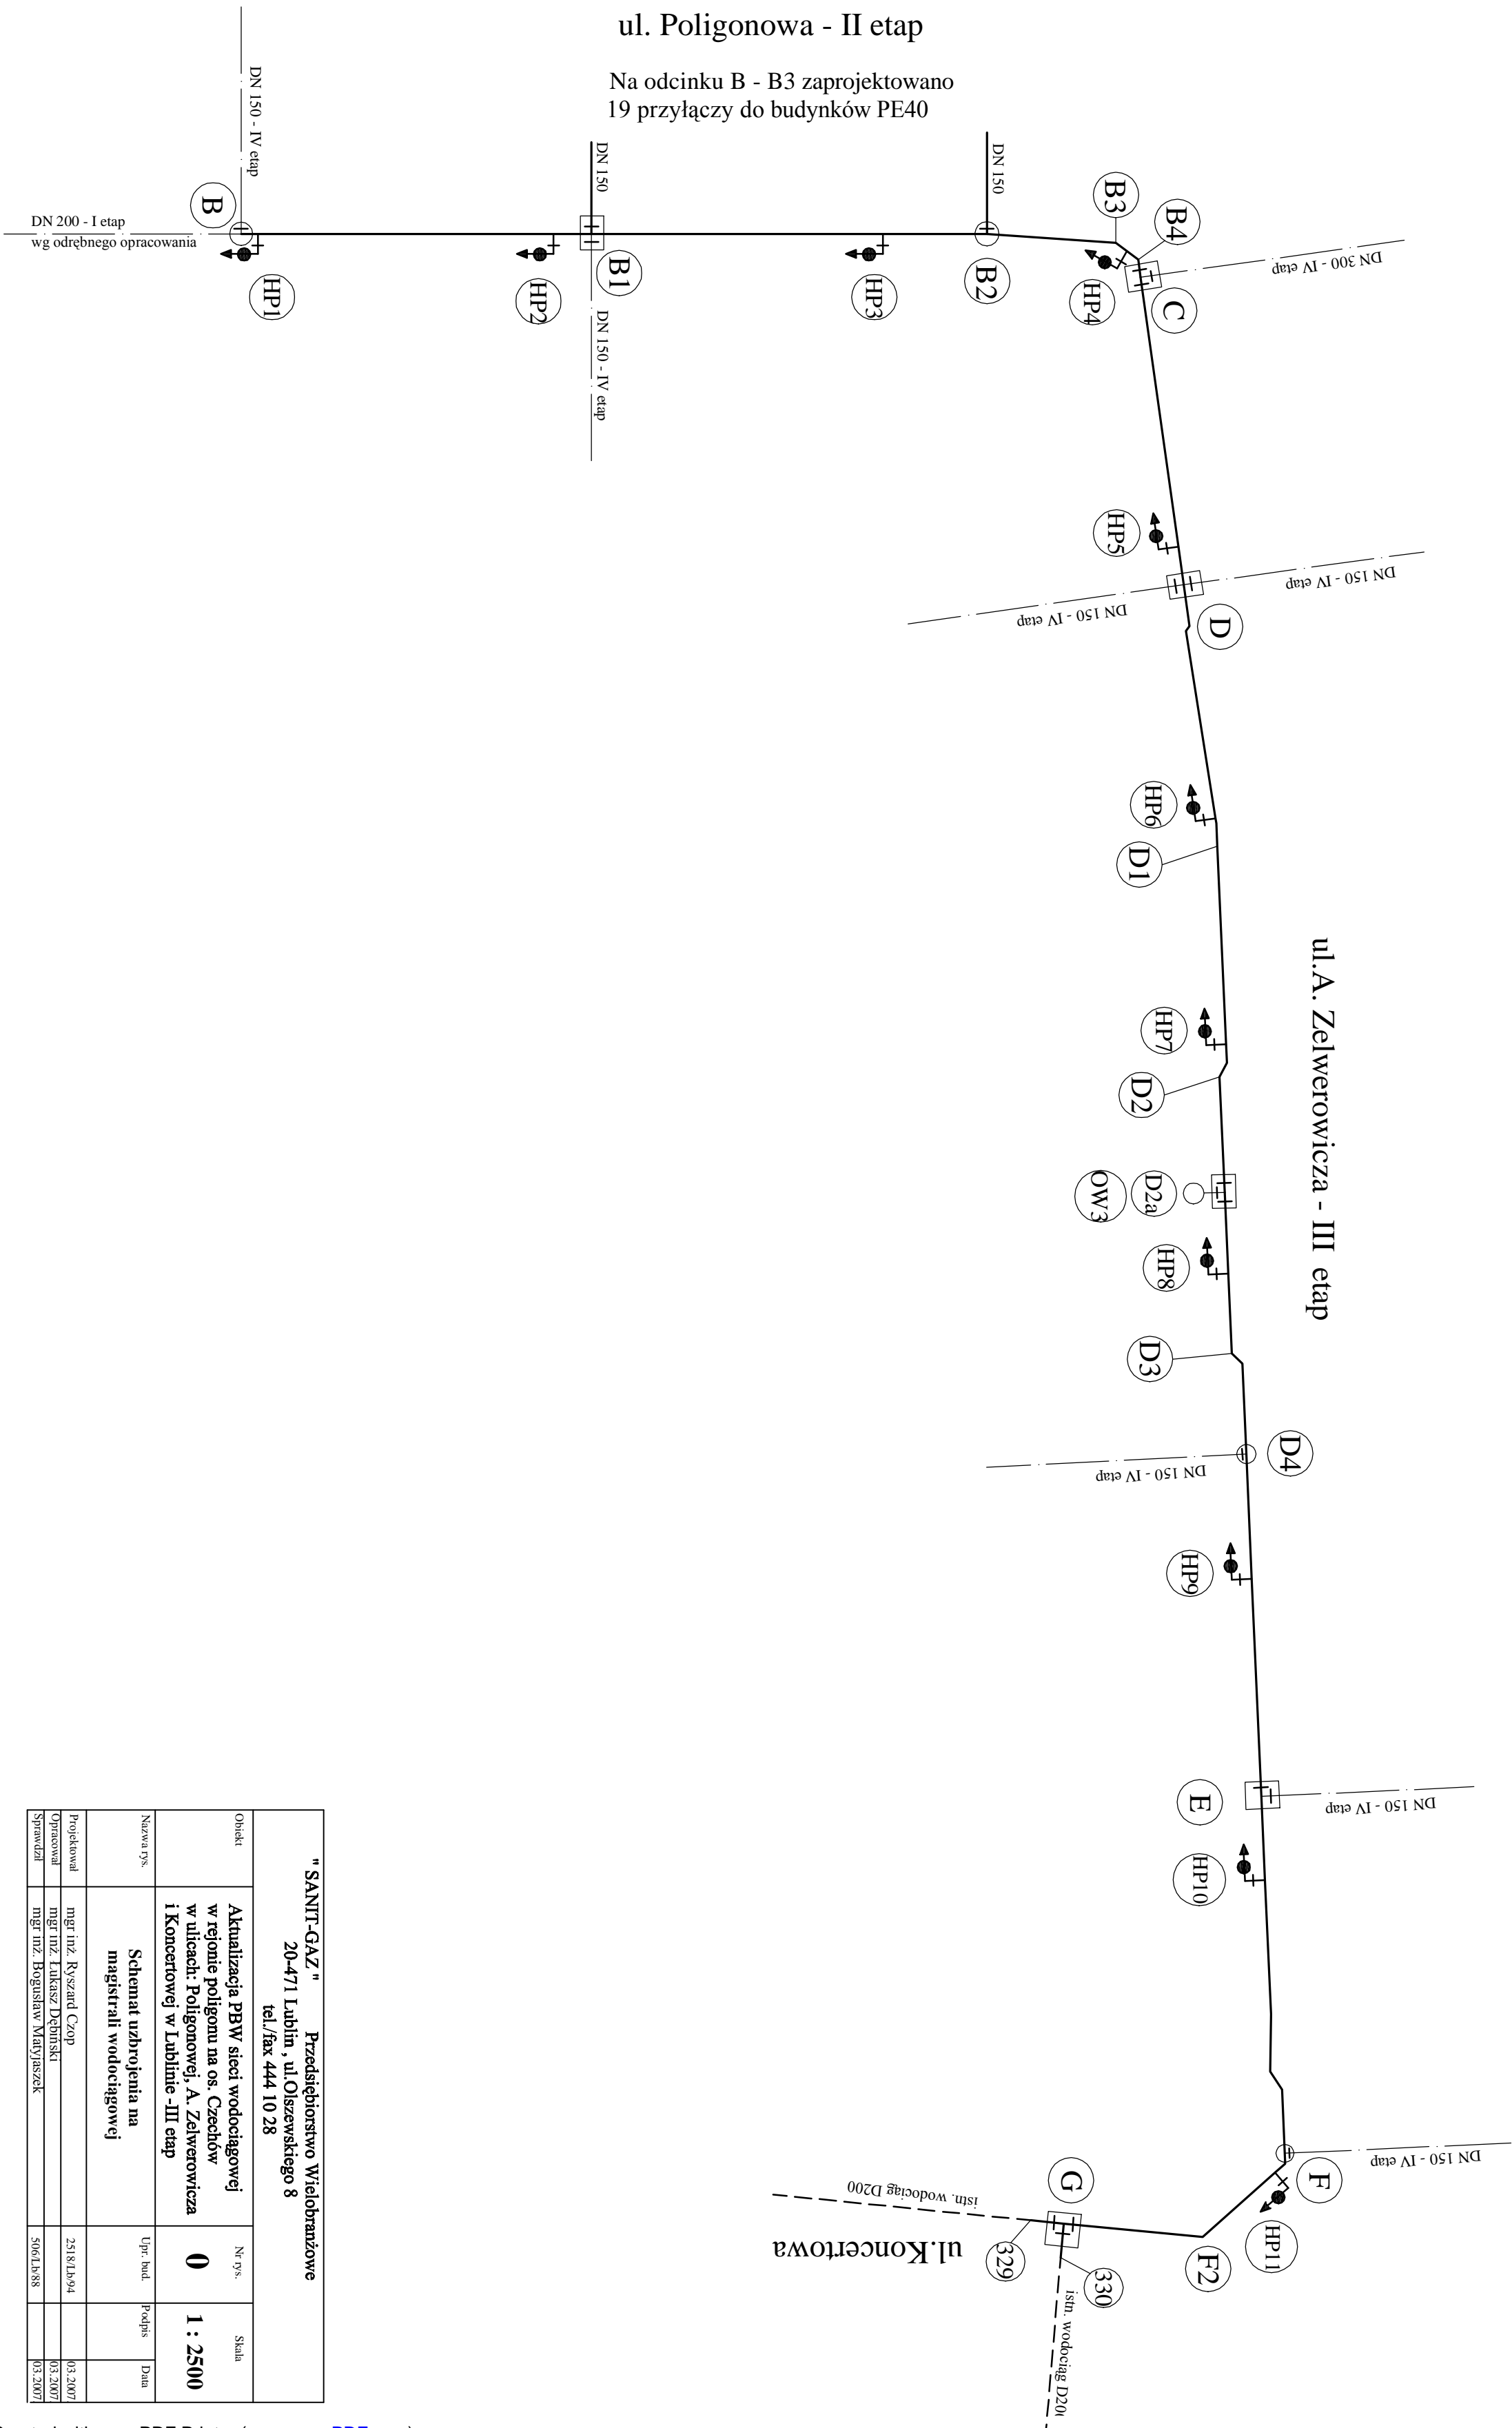 ul. Poligonowa - II etap
Na odcinku B - B3 zaprojektowano
19 przyłączy do budynków PE40
DN 150 - IV etap
DN 200 - I etap
wg odrębnego opracowania
B
HP1
HP2
DN 150
B1
DN 150 - IV etap
HP3
DN 150
B2
B3
B4
HP4
C
DN 300 - IV etap
HP5
DN 150 - IV etap
DN 150 - IV etap
D
HP6
D1
ul.A. Zelwerowicza - III etap
HP7
D2
D2a
OW3
HP8
D3
D4
DN 150 - IV etap
HP9
E
DN 150 - IV etap
HP10
DN 150 - IV etap
F
HP11
F2
G
istn. wodociąg D200
ul.Koncertowa
329
330
istn. wodociąg D20
" SANIT-GAZ " Przedsiębiorstwo Wielobranżowe
20-471 Lublin , ul.Olszewskiego 8
tel./fax 444 10 28
Obiekt
Aktualizacja PBW sieci wodociągowej
w rejonie poligonu na os. Czechów
w ulicach: Poligonowej, A. Zelwerowicza
i Koncertowej w Lublinie -III etap
Nr rys.
0
Skala
1 : 2500
Nazwa rys.
Schemat uzbrojenia na
magistrali wodociągowej
Upr. bud.
Podpis
Data
Projektował mgr inż. Ryszard Czop 2518/Lb/94 03.2007
Opracował mgr inż. Łukasz Dębiński 03.2007
Sprawdził mgr inż. Bogusław Matyjaszek 506/Lb/88 03.2007